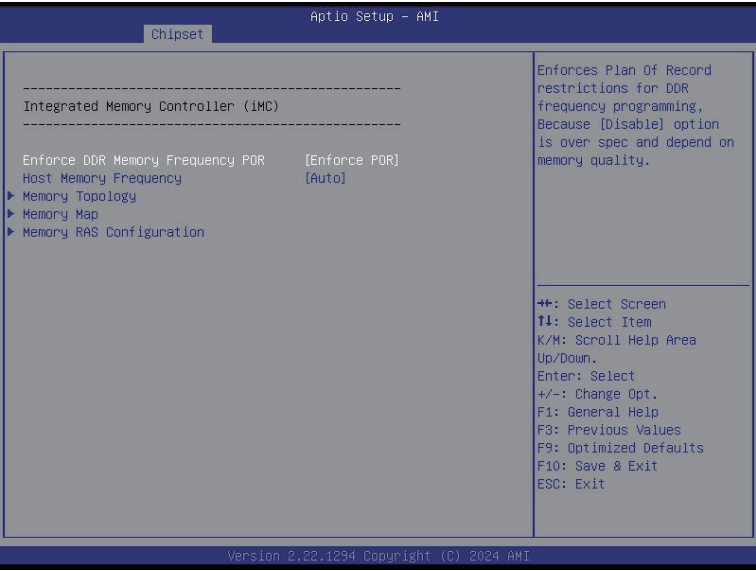 Aptio Setup – AMI
Chipset
--------------------------------------------------
Integrated Memory Controller (iMC)
--------------------------------------------------
Enforce DDR Memory Frequency POR [Enforce POR]
Host Memory Frequency [Auto]
Memory Topology
Memory Map
Memory RAS Configuration
Enforces Plan Of Record
restrictions for DDR
frequency programming,
Because [Disable] option
is over spec and depend on
memory quality.
→←: Select Screen
↑↓: Select Item
K/M: Scroll Help Area
Up/Down.
Enter: Select
+/-: Change Opt.
F1: General Help
F3: Previous Values
F9: Optimized Defaults
F10: Save & Exit
ESC: Exit
Version 2.22.1294 Copyright (C) 2024 AMI